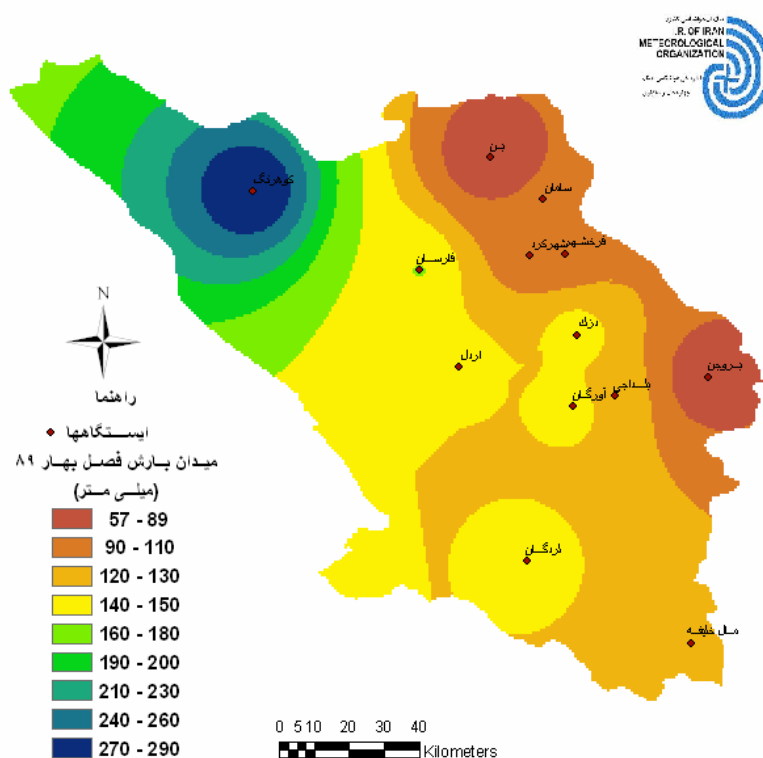 .R. OF IRAN
METEOROLOGICAL
ORGANIZATION
بن
سامان
کوهرنگ
فرخشهر
شهرکرد
فارسان
دزک
اردل
بروجن
بلداجی
آورگان
لردگان
مال خلیفه
N
راهنما
ایستگاهها
میدان بارش فصل بهار ۸۹
(میلی متر)
57 - 89
90 - 110
120 - 130
140 - 150
160 - 180
190 - 200
210 - 230
240 - 260
270 - 290
0 5 10 20 30 40
Kilometers